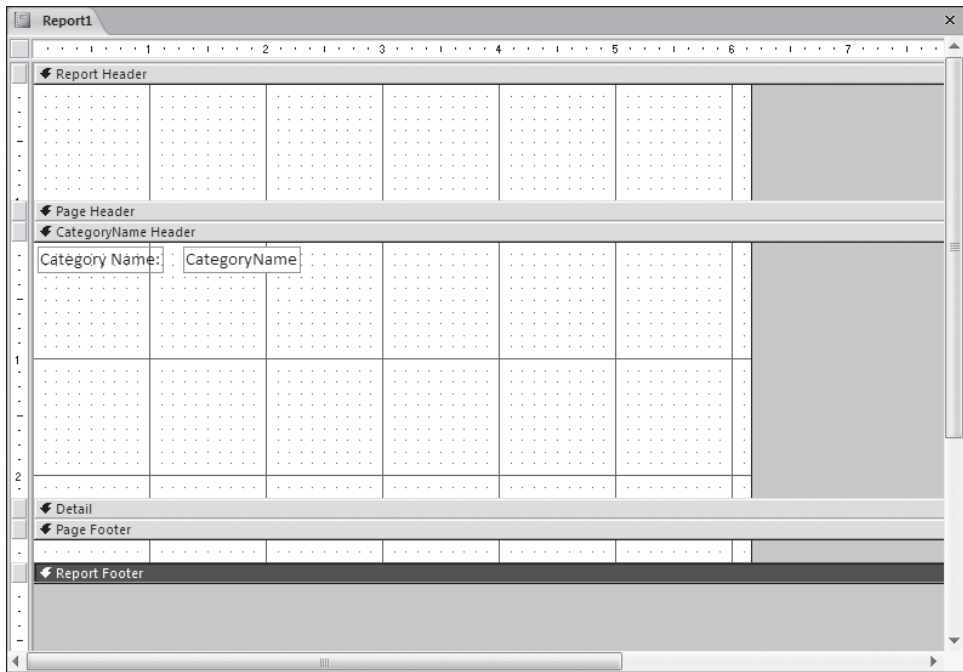 Report1
1 2 3 4 5 6 7
Report Header
Page Header
CategoryName Header
Category Name: CategoryName
1
2
Detail
Page Footer
Report Footer